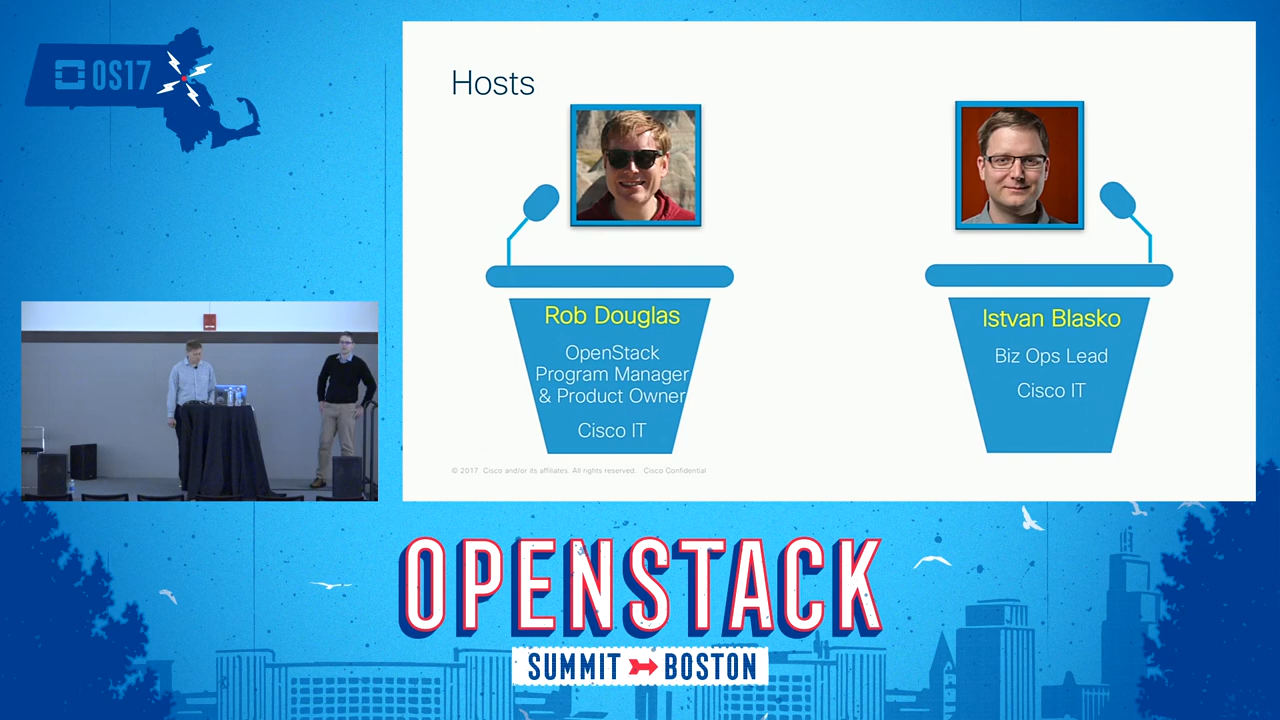 OS17
Hosts
Rob Douglas
OpenStack
Program Manager
& Product Owner
Cisco IT
Istvan Blasko
Biz Ops Lead
Cisco IT
© 2017 Cisco and/or its affiliates. All rights reserved. Cisco Confidential
OPENSTACK
SUMMIT BOSTON